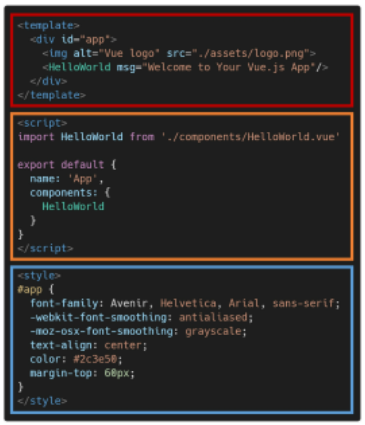 <template>
  <div id="app">
    <img alt="Vue logo" src="./assets/logo.png">
    <HelloWorld msg="Welcome to Your Vue.js App"/>
  </div>
</template>
<script>
import HelloWorld from './components/HelloWorld.vue'
export default {
  name: 'App',
  components: {
    HelloWorld
  }
}
</script>
<style>
#app {
  font-family: Avenir, Helvetica, Arial, sans-serif;
  -webkit-font-smoothing: antialiased;
  -moz-osx-font-smoothing: grayscale;
  text-align: center;
  color: #2c3e50;
  margin-top: 60px;
}
</style>